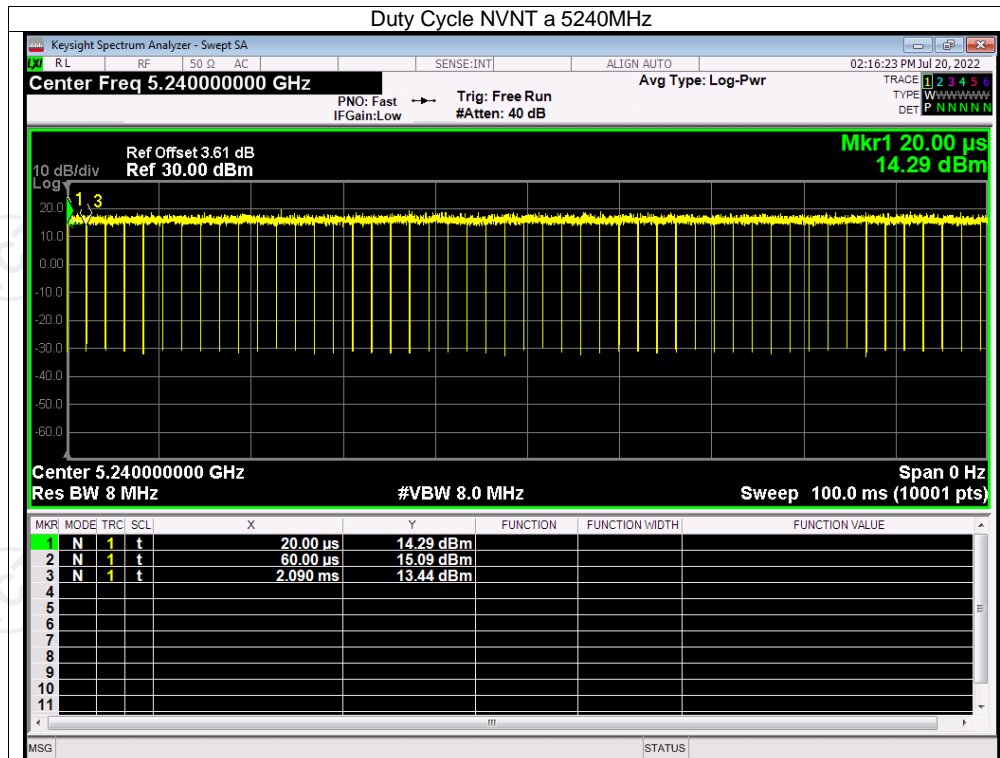 Duty Cycle NVNT a 5240MHz
Keysight Spectrum Analyzer - Swept SA
LXI RL RF 50 Ω AC SENSE:INT ALIGN AUTO 02:16:23 PM Jul 20, 2022
Center Freq 5.240000000 GHz Avg Type: Log-Pwr TRACE 1 2 3 4 5 6
PNO: Fast Trig: Free Run TYPE WWWWWW
IFGain:Low #Atten: 40 dB DET P N N N N N
Mkr1 20.00 µs
Ref Offset 3.61 dB
10 dB/div Ref 30.00 dBm 14.29 dBm
Log
1 3
20.0
10.0
0.00
-10.0
-20.0
-30.0
-40.0
-50.0
-60.0
Center 5.240000000 GHz Span 0 Hz
Res BW 8 MHz #VBW 8.0 MHz Sweep 100.0 ms (10001 pts)
MKR MODE TRC SCL X Y FUNCTION FUNCTION WIDTH FUNCTION VALUE
1 N 1 t 20.00 µs 14.29 dBm
2 N 1 t 60.00 µs 15.09 dBm
3 N 1 t 2.090 ms 13.44 dBm
4
5
6
7
8
9
10
11
MSG STATUS